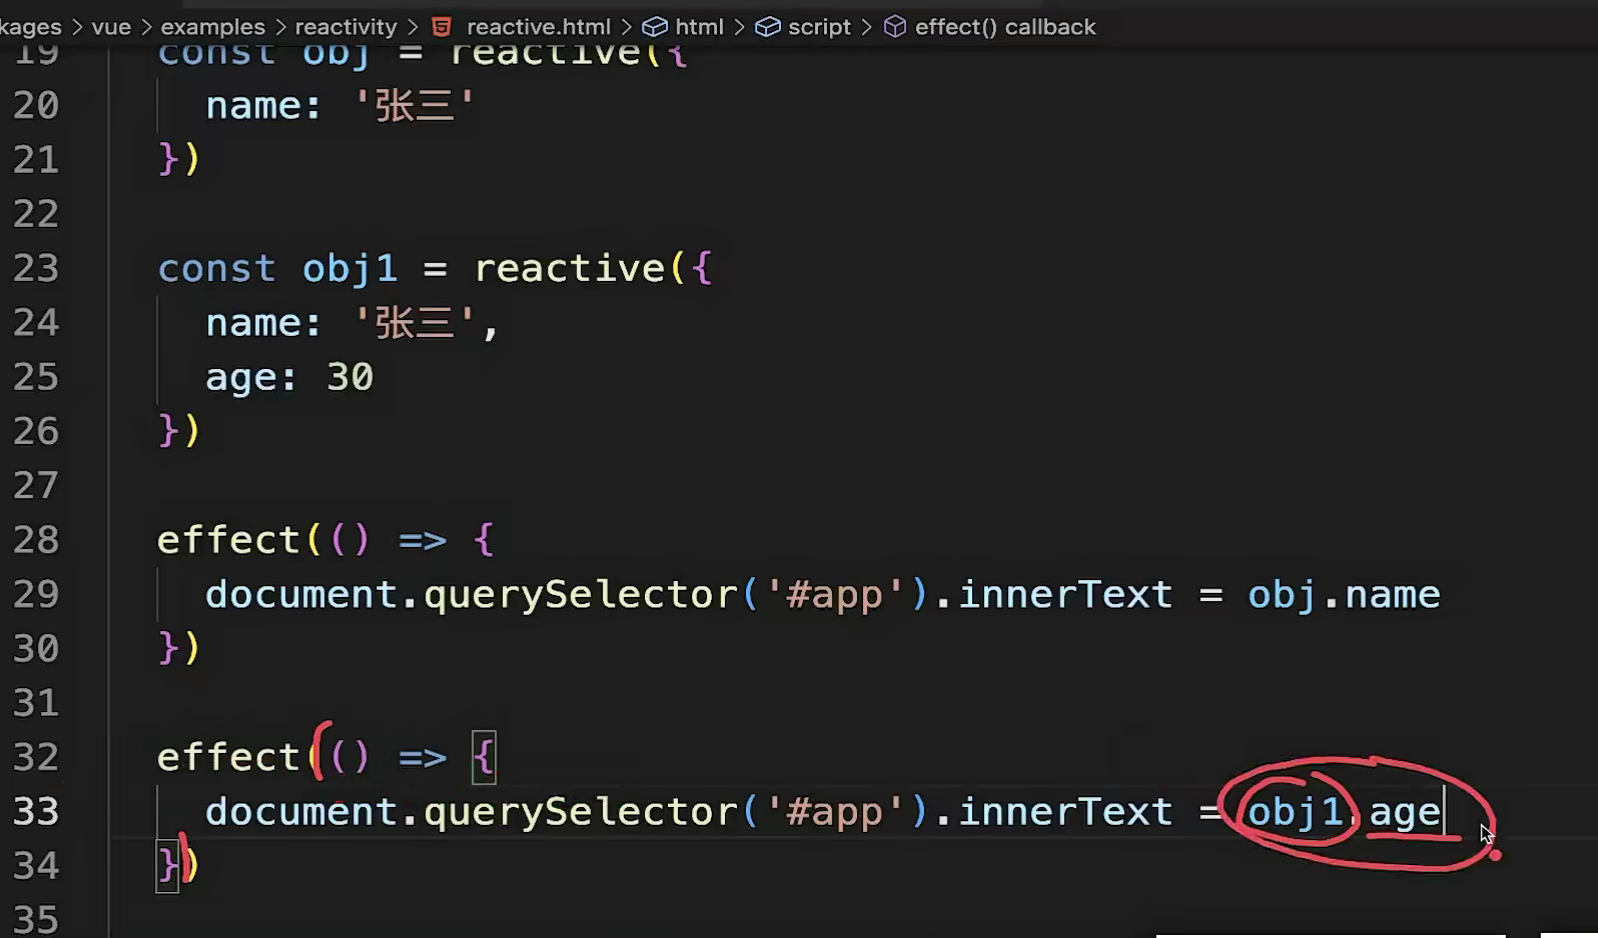 kages > vue > examples > reactivity > reactive.html > html > script > effect() callback
19 const obj = reactive({
20 name: '张三'
21 })
22
23 const obj1 = reactive({
24 name: '张三',
25 age: 30
26 })
27
28 effect(() => {
29 document.querySelector('#app').innerText = obj.name
30 })
31
32 effect(() => {
33 document.querySelector('#app').innerText = obj1.age
34 })
35